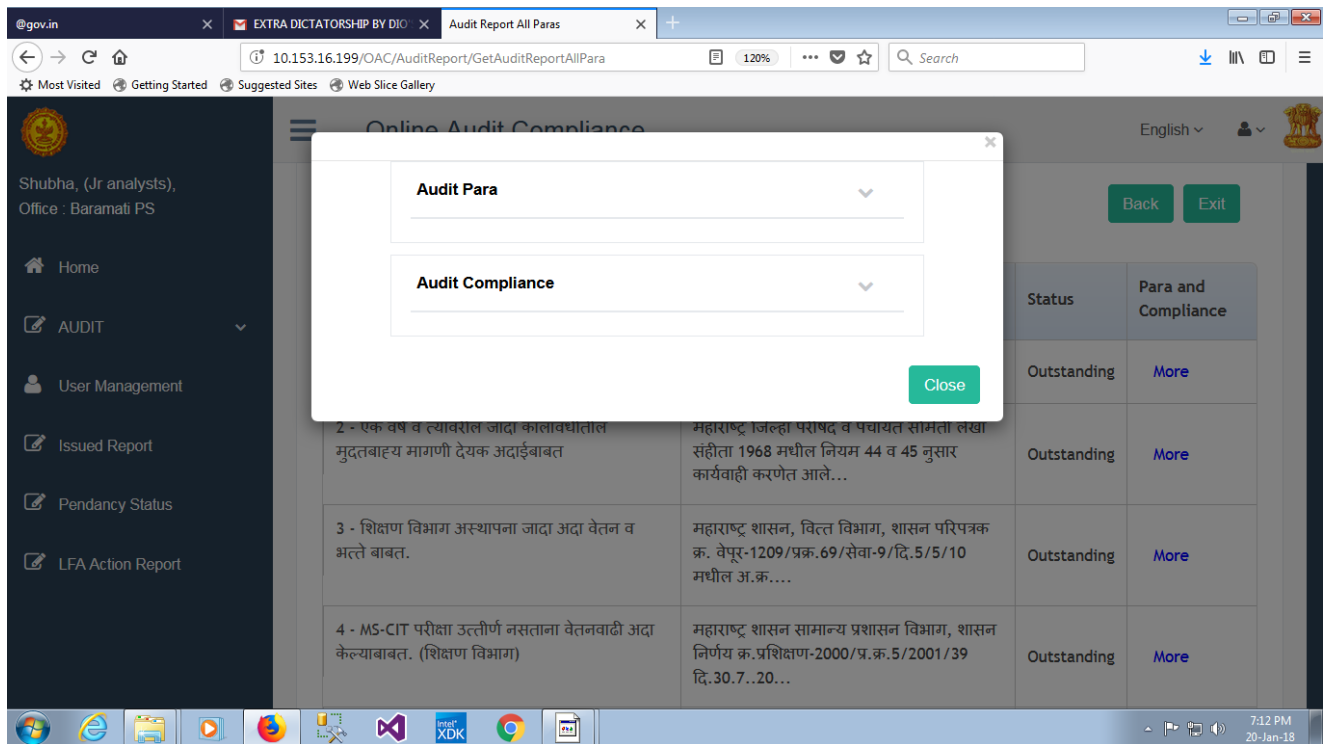 @gov.in
EXTRA DICTATORSHIP BY DIO
Audit Report All Paras
10.153.16.199/OAC/AuditReport/GetAuditReportAllPara
120%
Search
Most Visited
Getting Started
Suggested Sites
Web Slice Gallery
Online Audit Compliance
English
Shubha, (Jr analysts),
Office : Baramati PS
Home
AUDIT
User Management
Issued Report
Pendancy Status
LFA Action Report
Back
Exit
Audit Para
Audit Compliance
Close
Status
Para and
Compliance
Outstanding
More
2 - एक वर्ष व त्यावरील जादा कालावधीतील
मुदतबाह्य मागणी देयक अदाईबाबत
महाराष्ट्र जिल्हा परिषद व पंचायत समिती लेखा
संहीता 1968 मधील नियम 44 व 45 नुसार
कार्यवाही करणेत आले...
Outstanding
More
3 - शिक्षण विभाग अस्थापना जादा अदा वेतन व
भत्ते बाबत.
महाराष्ट्र शासन, वित्त विभाग, शासन परिपत्रक
क्र. वेपूर-1209/प्रक्र.69/सेवा-9/दि.5/5/10
मधील अ.क्र....
Outstanding
More
4 - MS-CIT परीक्षा उत्तीर्ण नसताना वेतनवाढी अदा
केल्याबाबत. (शिक्षण विभाग)
महाराष्ट्र शासन सामान्य प्रशासन विभाग, शासन
निर्णय क्र.प्रशिक्षण-2000/प्र.क्र.5/2001/39
दि.30.7..20...
Outstanding
More
intel XDK
7:12 PM
20-Jan-18